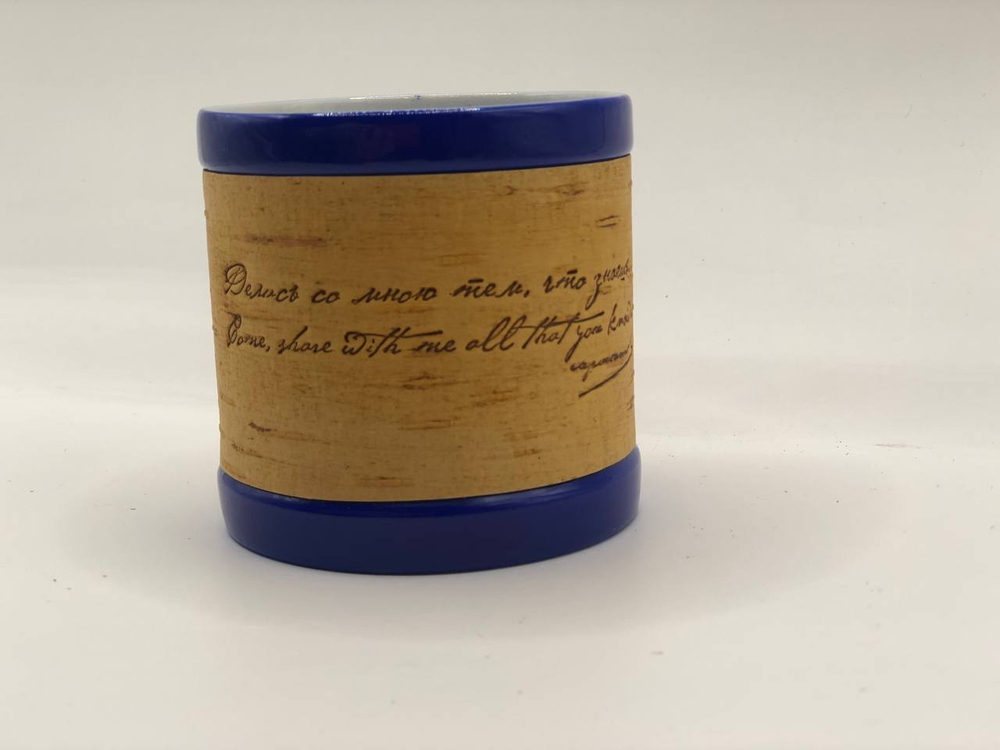 Делись со мною тем, что знаешь
Come, share with me all that you know